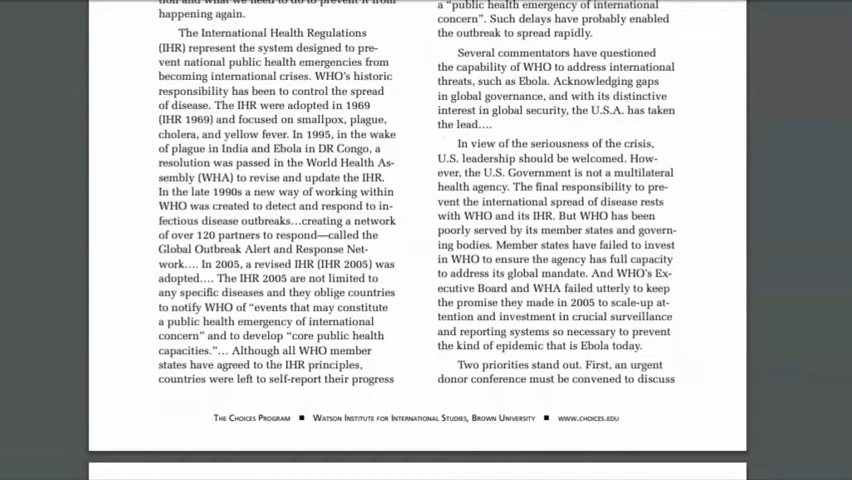 tion and what we need to do to prevent it from
happening again.
The International Health Regulations
(IHR) represent the system designed to pre-
vent national public health emergencies from
becoming international crises. WHO's historic
responsibility has been to control the spread
of disease. The IHR were adopted in 1969
(IHR 1969) and focused on smallpox, plague,
cholera, and yellow fever. In 1995, in the wake
of plague in India and Ebola in DR Congo, a
resolution was passed in the World Health As-
sembly (WHA) to revise and update the IHR.
In the late 1990s a new way of working within
WHO was created to detect and respond to in-
fectious disease outbreaks…creating a network
of over 120 partners to respond—called the
Global Outbreak Alert and Response Net-
work…. In 2005, a revised IHR (IHR 2005) was
adopted…. The IHR 2005 are not limited to
any specific diseases and they oblige countries
to notify WHO of “events that may constitute
a public health emergency of international
concern” and to develop “core public health
capacities.”… Although all WHO member
states have agreed to the IHR principles,
countries were left to self-report their progress
a “public health emergency of international
concern”. Such delays have probably enabled
the outbreak to spread rapidly.
Several commentators have questioned
the capability of WHO to address international
threats, such as Ebola. Acknowledging gaps
in global governance, and with its distinctive
interest in global security, the U.S.A. has taken
the lead….
In view of the seriousness of the crisis,
U.S. leadership should be welcomed. How-
ever, the U.S. Government is not a multilateral
health agency. The final responsibility to pre-
vent the international spread of disease rests
with WHO and its IHR. But WHO has been
poorly served by its member states and govern-
ing bodies. Member states have failed to invest
in WHO to ensure the agency has full capacity
to address its global mandate. And WHO's Ex-
ecutive Board and WHA failed utterly to keep
the promise they made in 2005 to scale-up at-
tention and investment in crucial surveillance
and reporting systems so necessary to prevent
the kind of epidemic that is Ebola today.
Two priorities stand out. First, an urgent
donor conference must be convened to discuss
The Choices Program ■ Watson Institute for International Studies, Brown University ■ www.choices.edu